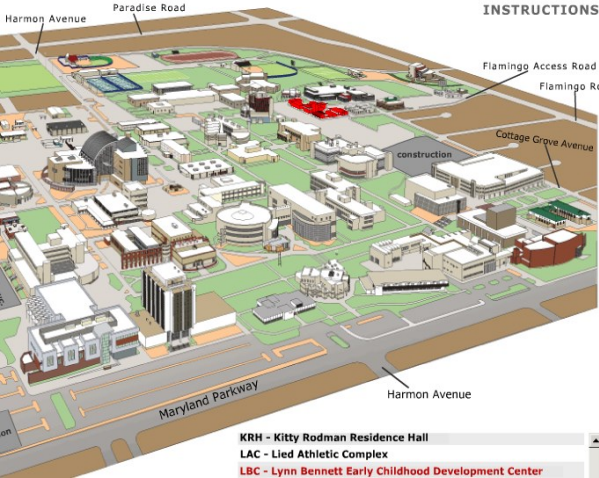 INSTRUCTIONS
Paradise Road
Harmon Avenue
Flamingo Access Road
Flamingo Ro
Cottage Grove Avenue
construction
Harmon Avenue
Maryland Parkway
KRH - Kitty Rodman Residence Hall
LAC - Lied Athletic Complex
LBC - Lynn Bennett Early Childhood Development Center